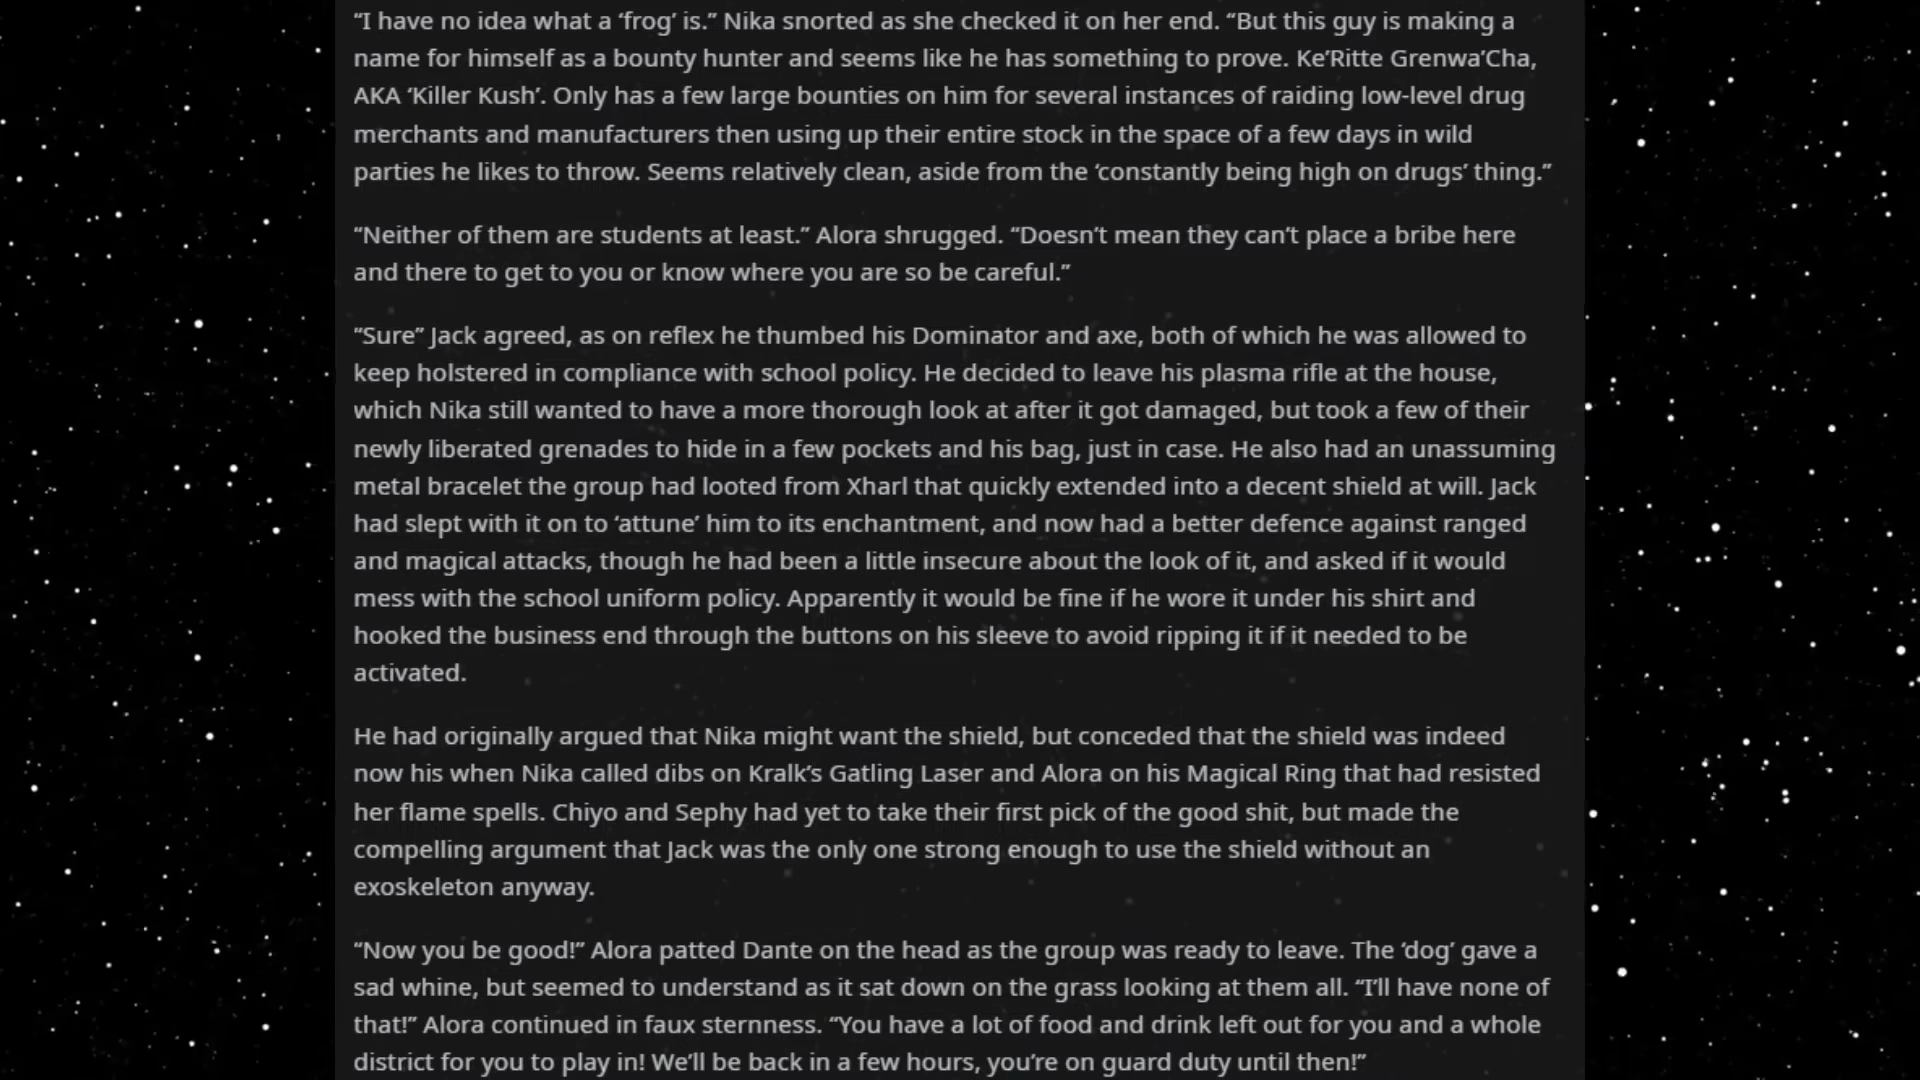 “I have no idea what a ‘frog’ is.” Nika snorted as she checked it on her end. “But this guy is making a
name for himself as a bounty hunter and seems like he has something to prove. Ke’Ritte Grenwa’Cha,
AKA ‘Killer Kush’. Only has a few large bounties on him for several instances of raiding low-level drug
merchants and manufacturers then using up their entire stock in the space of a few days in wild
parties he likes to throw. Seems relatively clean, aside from the ‘constantly being high on drugs’ thing.”
“Neither of them are students at least.” Alora shrugged. “Doesn’t mean they can’t place a bribe here
and there to get to you or know where you are so be careful.”
“Sure” Jack agreed, as on reflex he thumbed his Dominator and axe, both of which he was allowed to
keep holstered in compliance with school policy. He decided to leave his plasma rifle at the house,
which Nika still wanted to have a more thorough look at after it got damaged, but took a few of their
newly liberated grenades to hide in a few pockets and his bag, just in case. He also had an unassuming
metal bracelet the group had looted from Xharl that quickly extended into a decent shield at will. Jack
had slept with it on to ‘attune’ him to its enchantment, and now had a better defence against ranged
and magical attacks, though he had been a little insecure about the look of it, and asked if it would
mess with the school uniform policy. Apparently it would be fine if he wore it under his shirt and
hooked the business end through the buttons on his sleeve to avoid ripping it if it needed to be
activated.
He had originally argued that Nika might want the shield, but conceded that the shield was indeed
now his when Nika called dibs on Kralk’s Gatling Laser and Alora on his Magical Ring that had resisted
her flame spells. Chiyo and Sephy had yet to take their first pick of the good shit, but made the
compelling argument that Jack was the only one strong enough to use the shield without an
exoskeleton anyway.
“Now you be good!” Alora patted Dante on the head as the group was ready to leave. The ‘dog’ gave a
sad whine, but seemed to understand as it sat down on the grass looking at them all. “I’ll have none of
that!” Alora continued in faux sternness. “You have a lot of food and drink left out for you and a whole
district for you to play in! We’ll be back in a few hours, you’re on guard duty until then!”